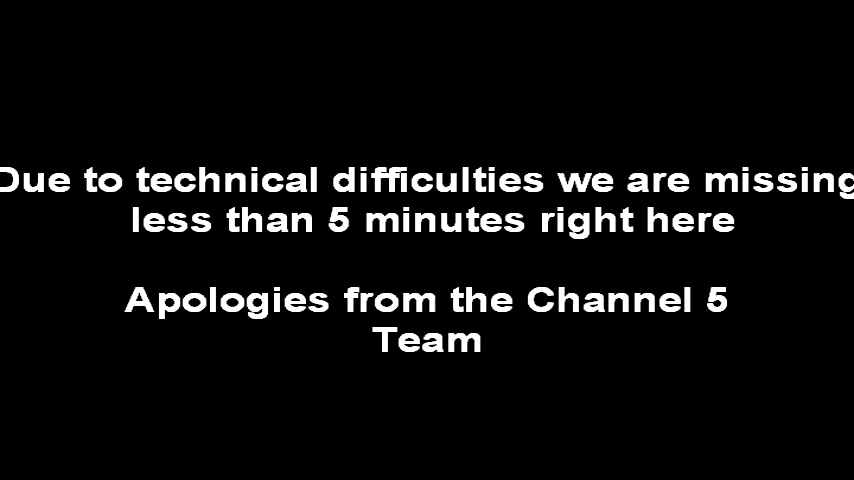 Due to technical difficulties we are missing
less than 5 minutes right here
Apologies from the Channel 5
Team